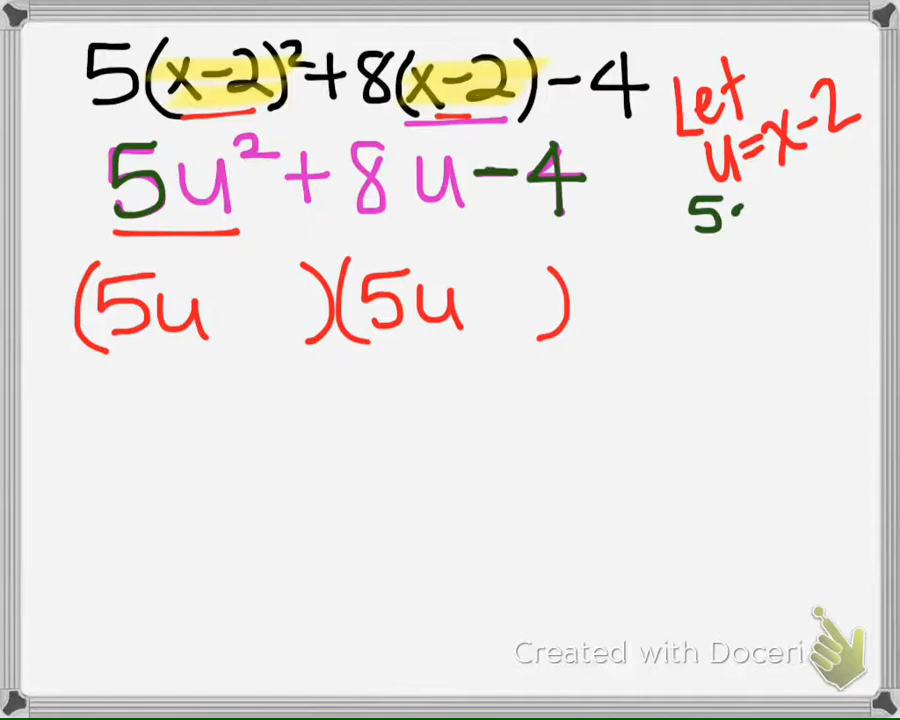 5(x-2)²+8(x-2)-4
Let
u=x-2
5u²+8u-4
5·
(5u )(5u )
Created with Doceri